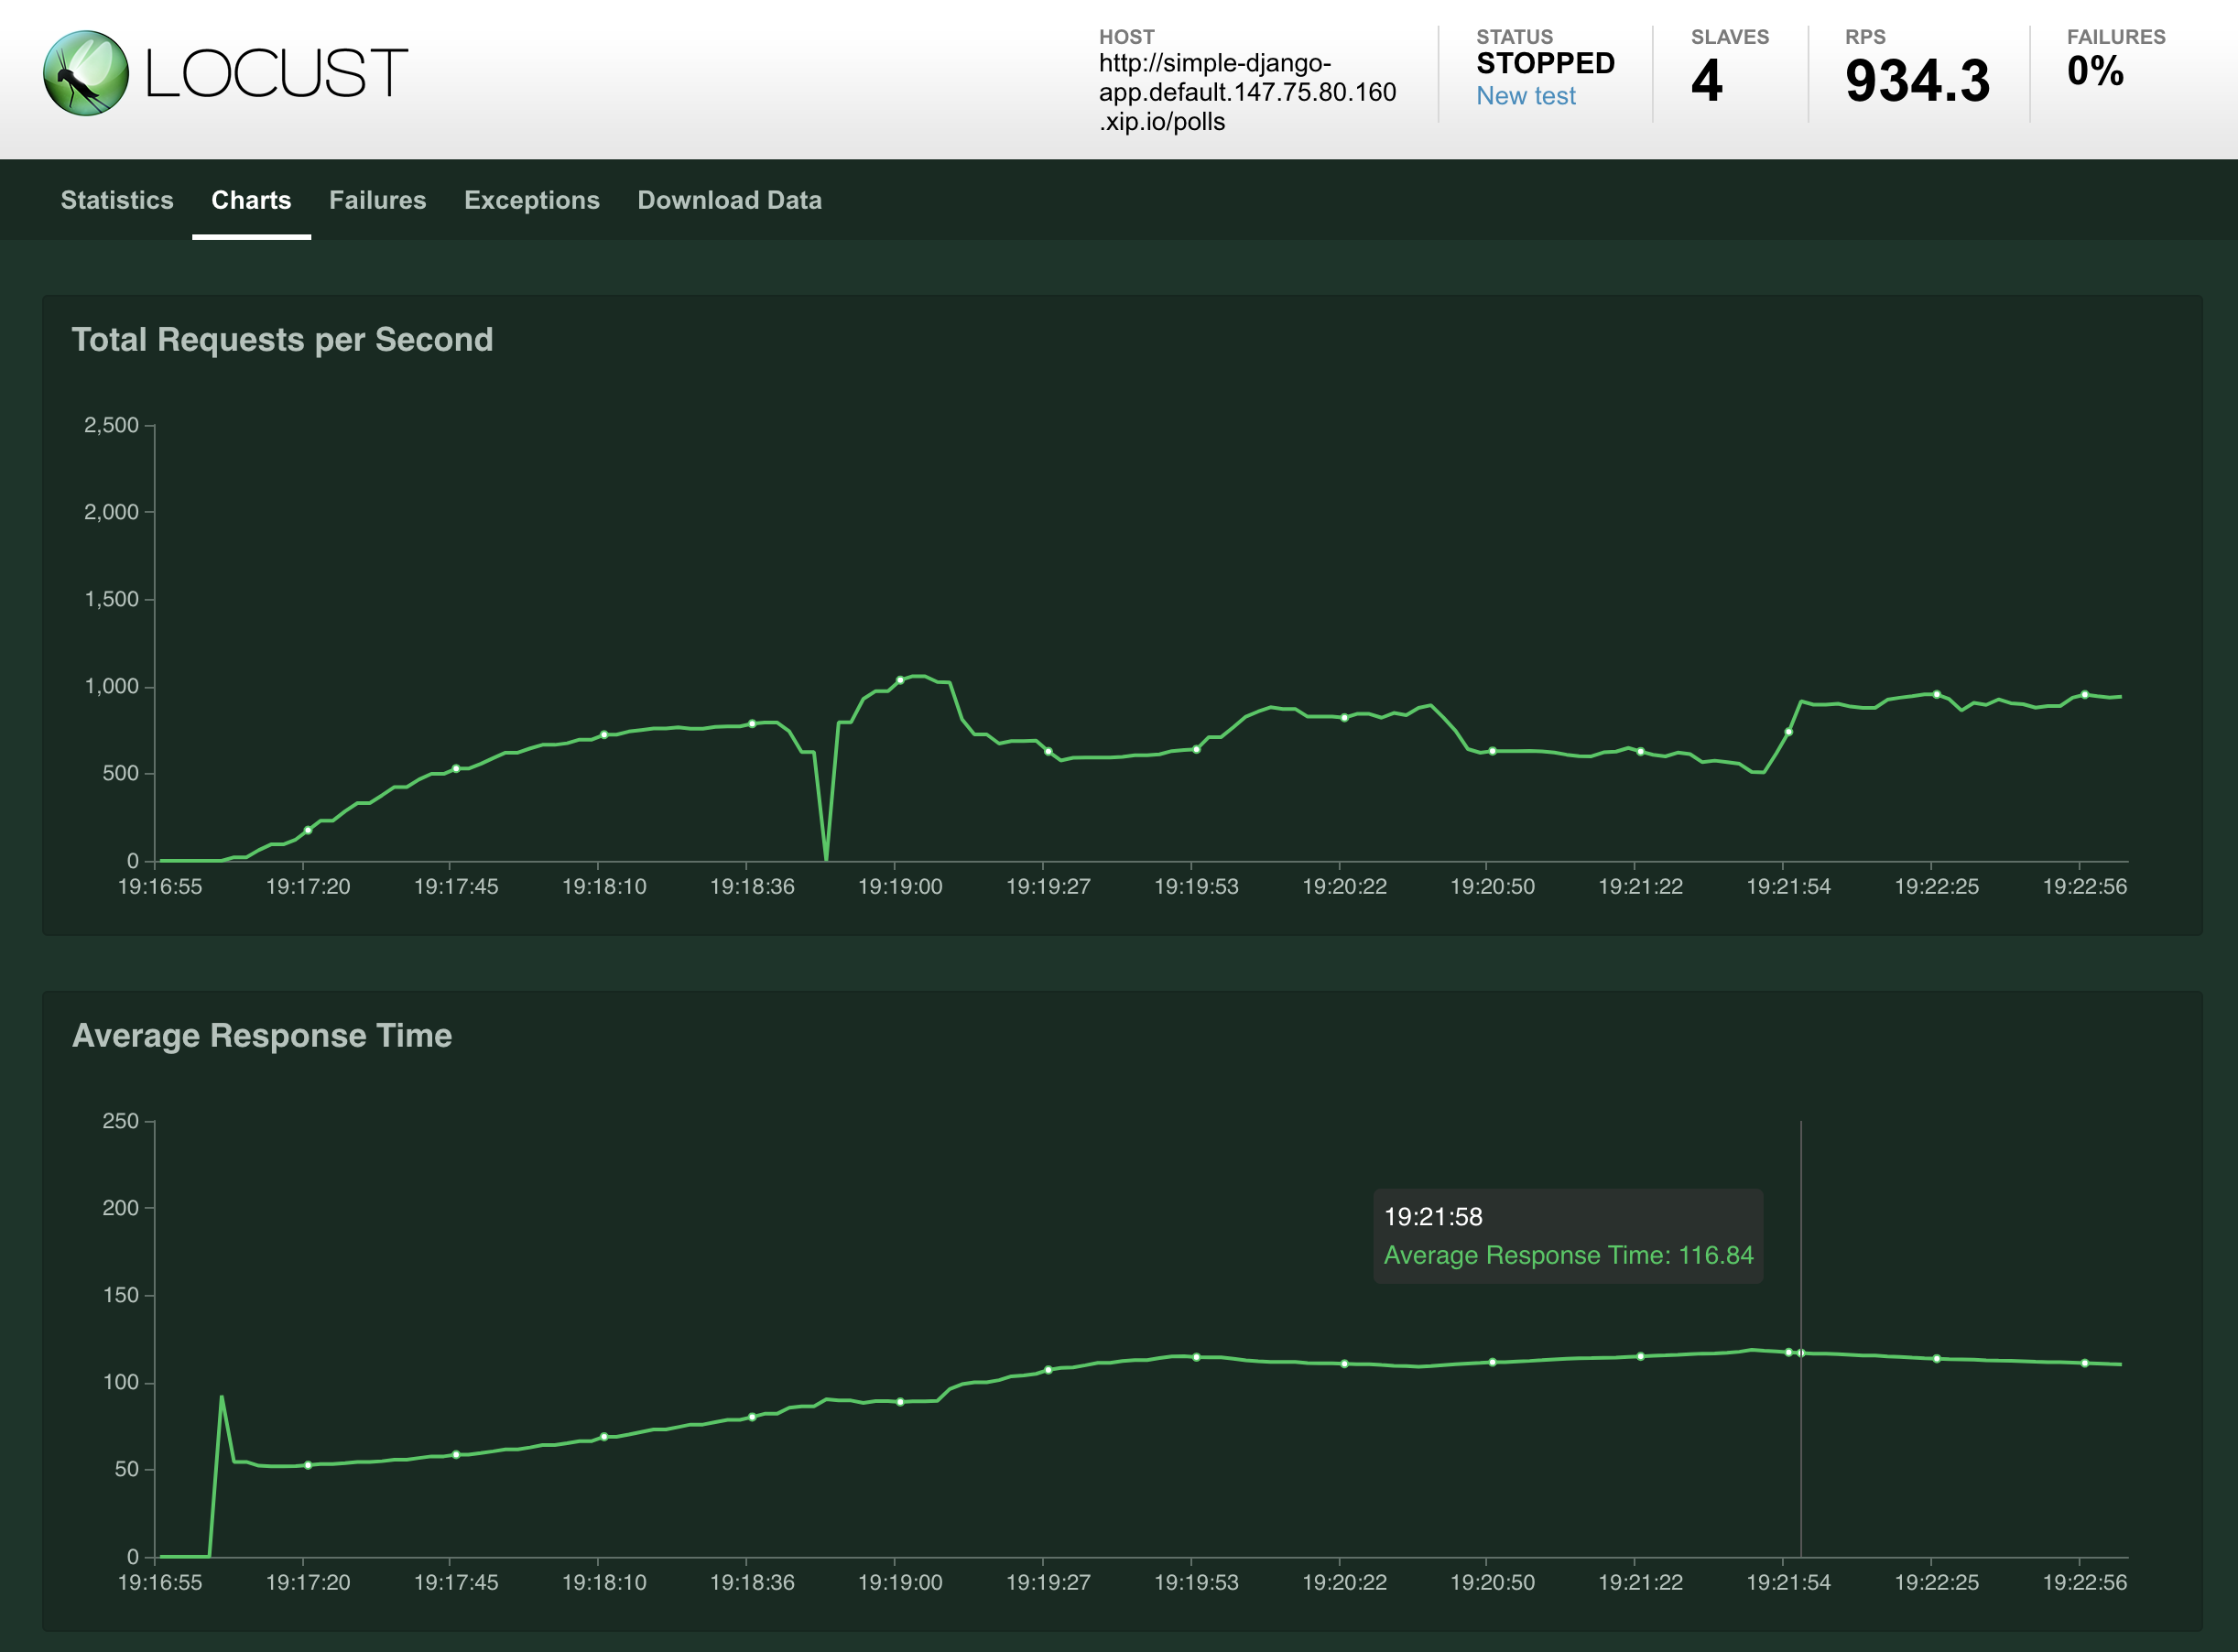 LOCUST
HOST
http://simple-django-
app.default.147.75.80.160
.xip.io/polls
STATUS
STOPPED
New test
SLAVES
4
RPS
934.3
FAILURES
0%
Statistics Charts Failures Exceptions Download Data
Total Requests per Second
2,500
2,000
1,500
1,000
500
0
19:16:55 19:17:20 19:17:45 19:18:10 19:18:36 19:19:00 19:19:27 19:19:53 19:20:22 19:20:50 19:21:22 19:21:54 19:22:25 19:22:56
Average Response Time
250
200
150
100
50
0
19:21:58
Average Response Time: 116.84
19:16:55 19:17:20 19:17:45 19:18:10 19:18:36 19:19:00 19:19:27 19:19:53 19:20:22 19:20:50 19:21:22 19:21:54 19:22:25 19:22:56